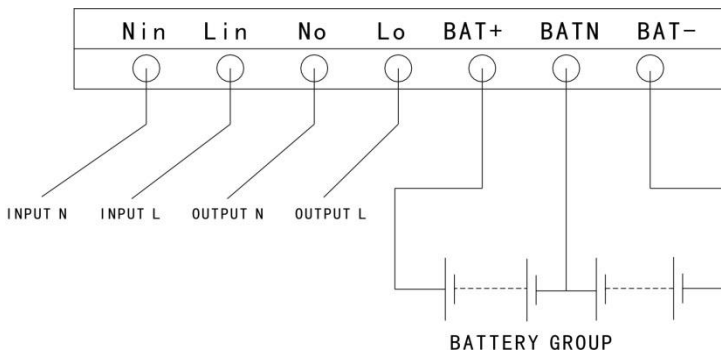 Nin Lin No Lo BAT+ BATN BAT-
INPUT N INPUT L OUTPUT N OUTPUT L
BATTERY GROUP